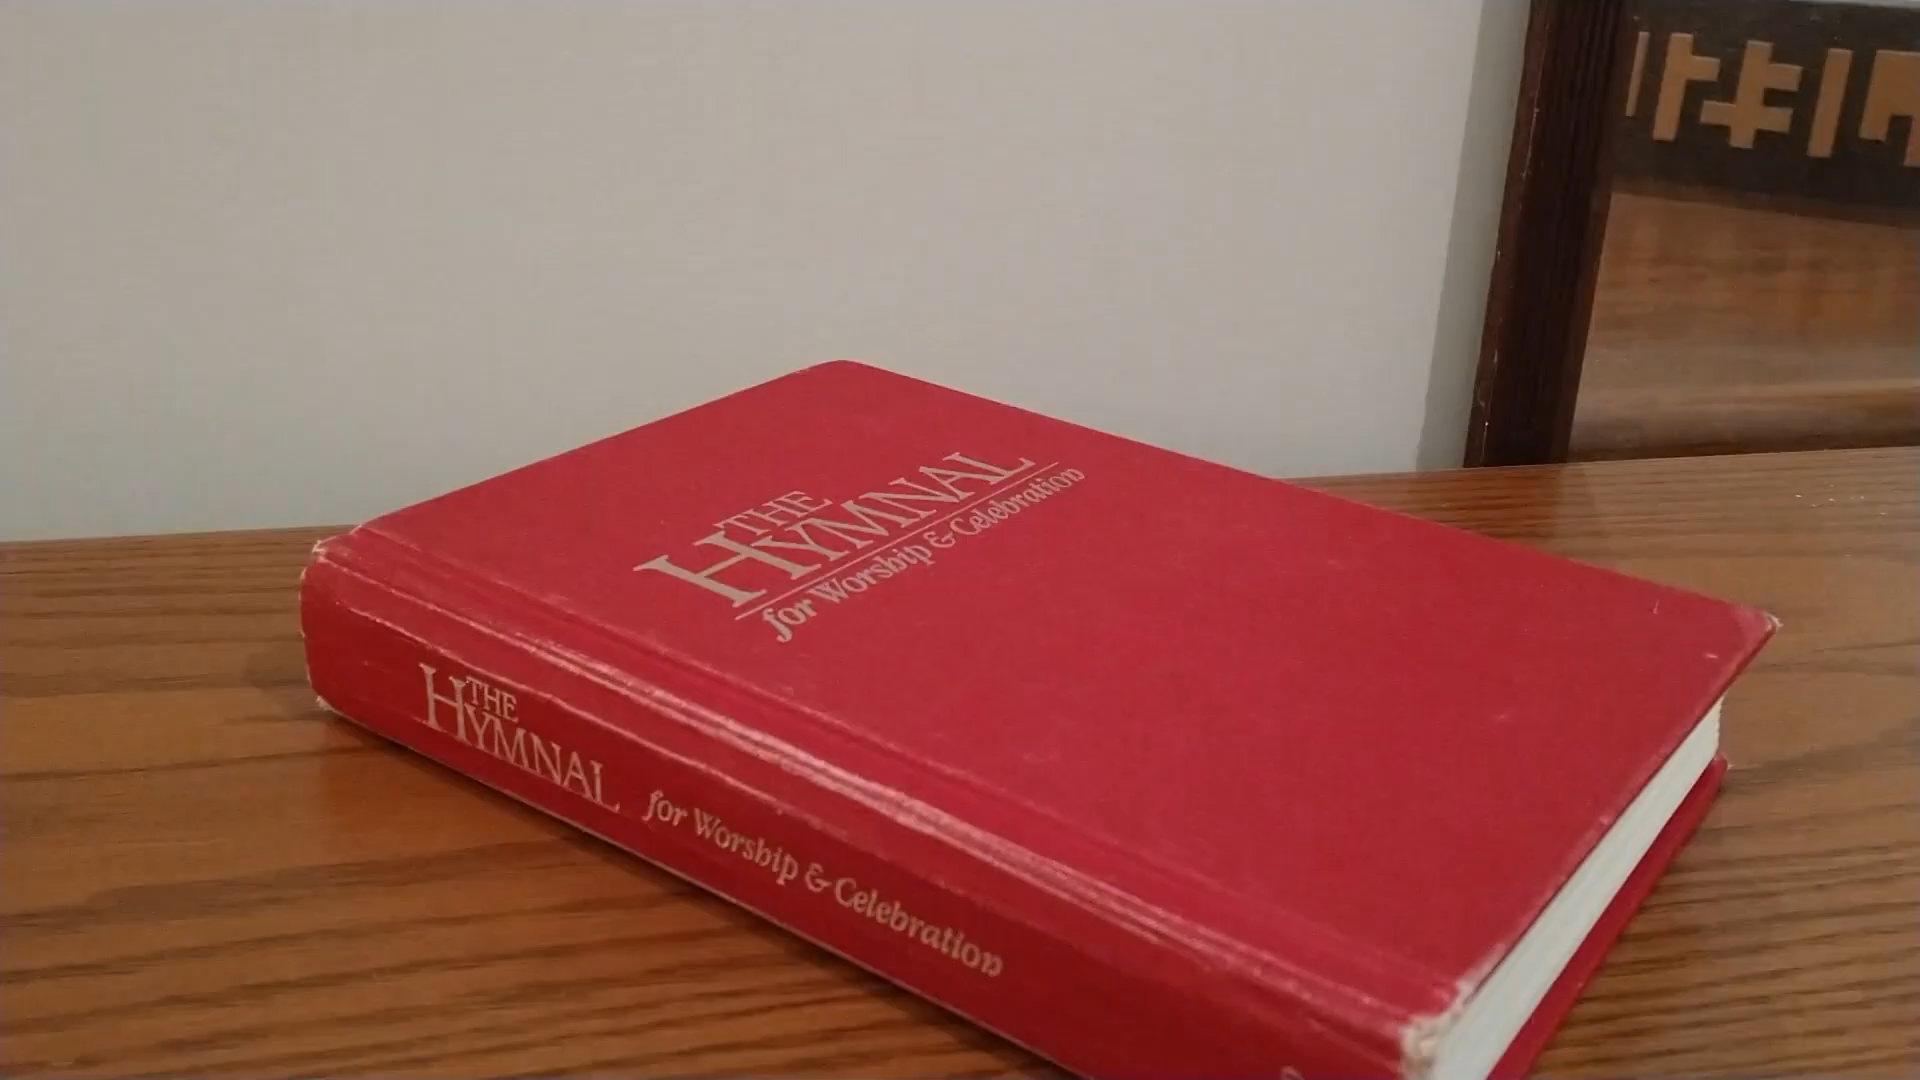 THE
HYMNAL
for Worship & Celebration
THE
HYMNAL for Worship & Celebration